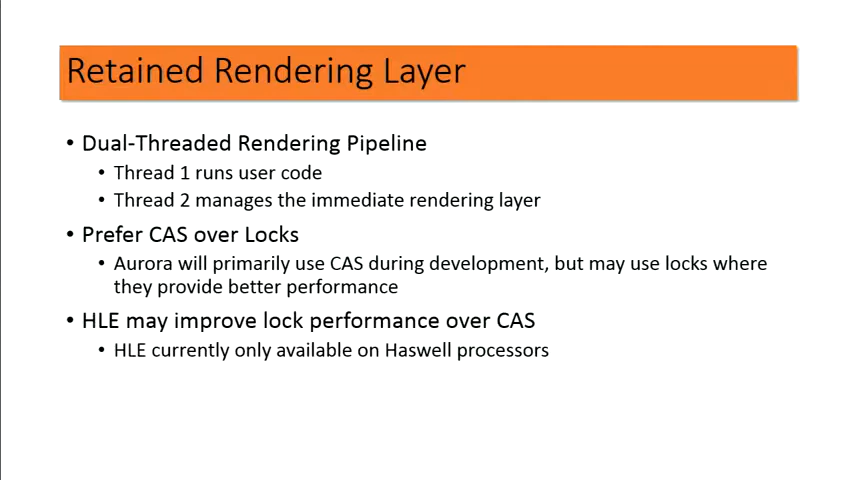 Retained Rendering Layer
• Dual-Threaded Rendering Pipeline
• Thread 1 runs user code
• Thread 2 manages the immediate rendering layer
• Prefer CAS over Locks
• Aurora will primarily use CAS during development, but may use locks where
they provide better performance
• HLE may improve lock performance over CAS
• HLE currently only available on Haswell processors